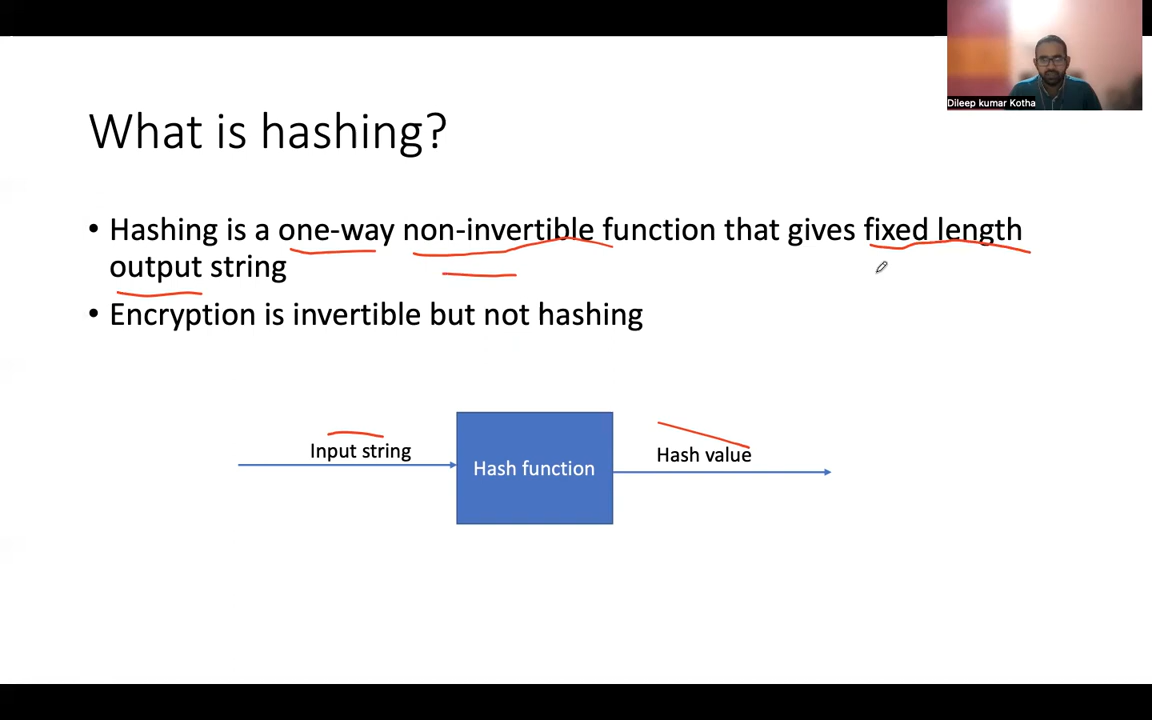 Dileep kumar Kotha
What is hashing?
• Hashing is a one-way non-invertible function that gives fixed length
output string
• Encryption is invertible but not hashing
Input string
Hash function
Hash value